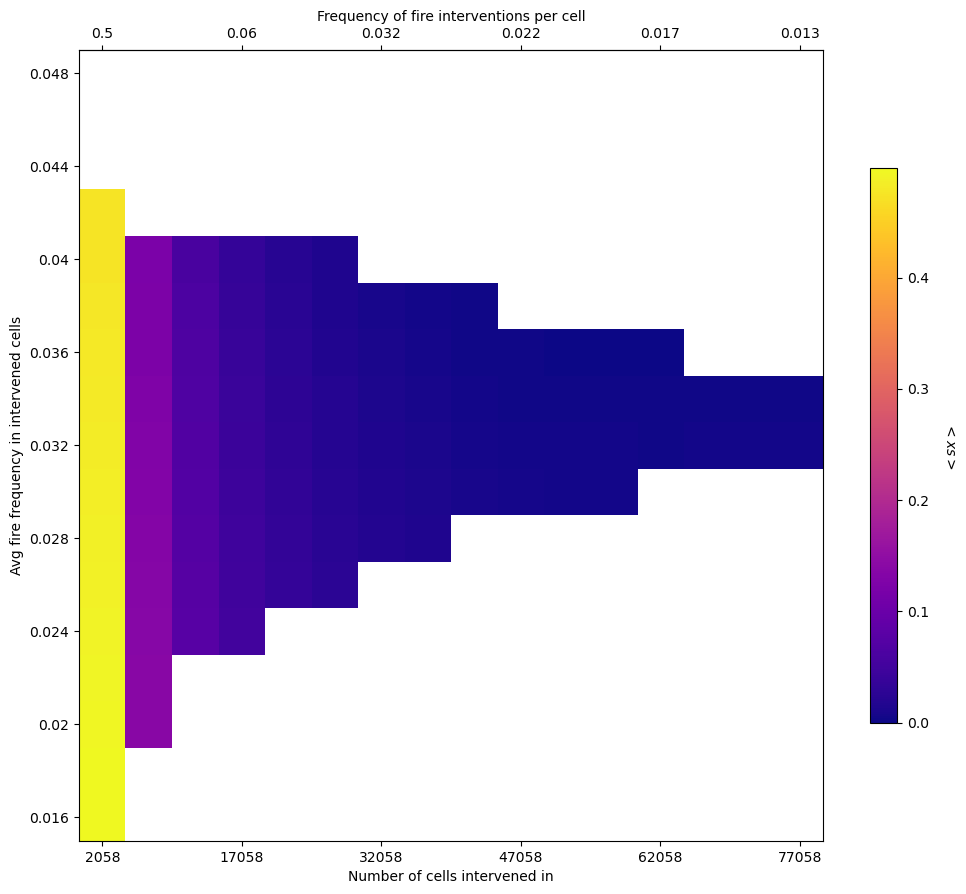 Frequency of fire interventions per cell
0.5 0.06 0.032 0.022 0.017 0.013
0.048
0.044
0.04
0.036
0.032
0.028
0.024
0.02
0.016
Avg fire frequency in intervened cells
2058 17058 32058 47058 62058 77058
Number of cells intervened in
0.4
0.3
0.2
0.1
0.0
< sx >